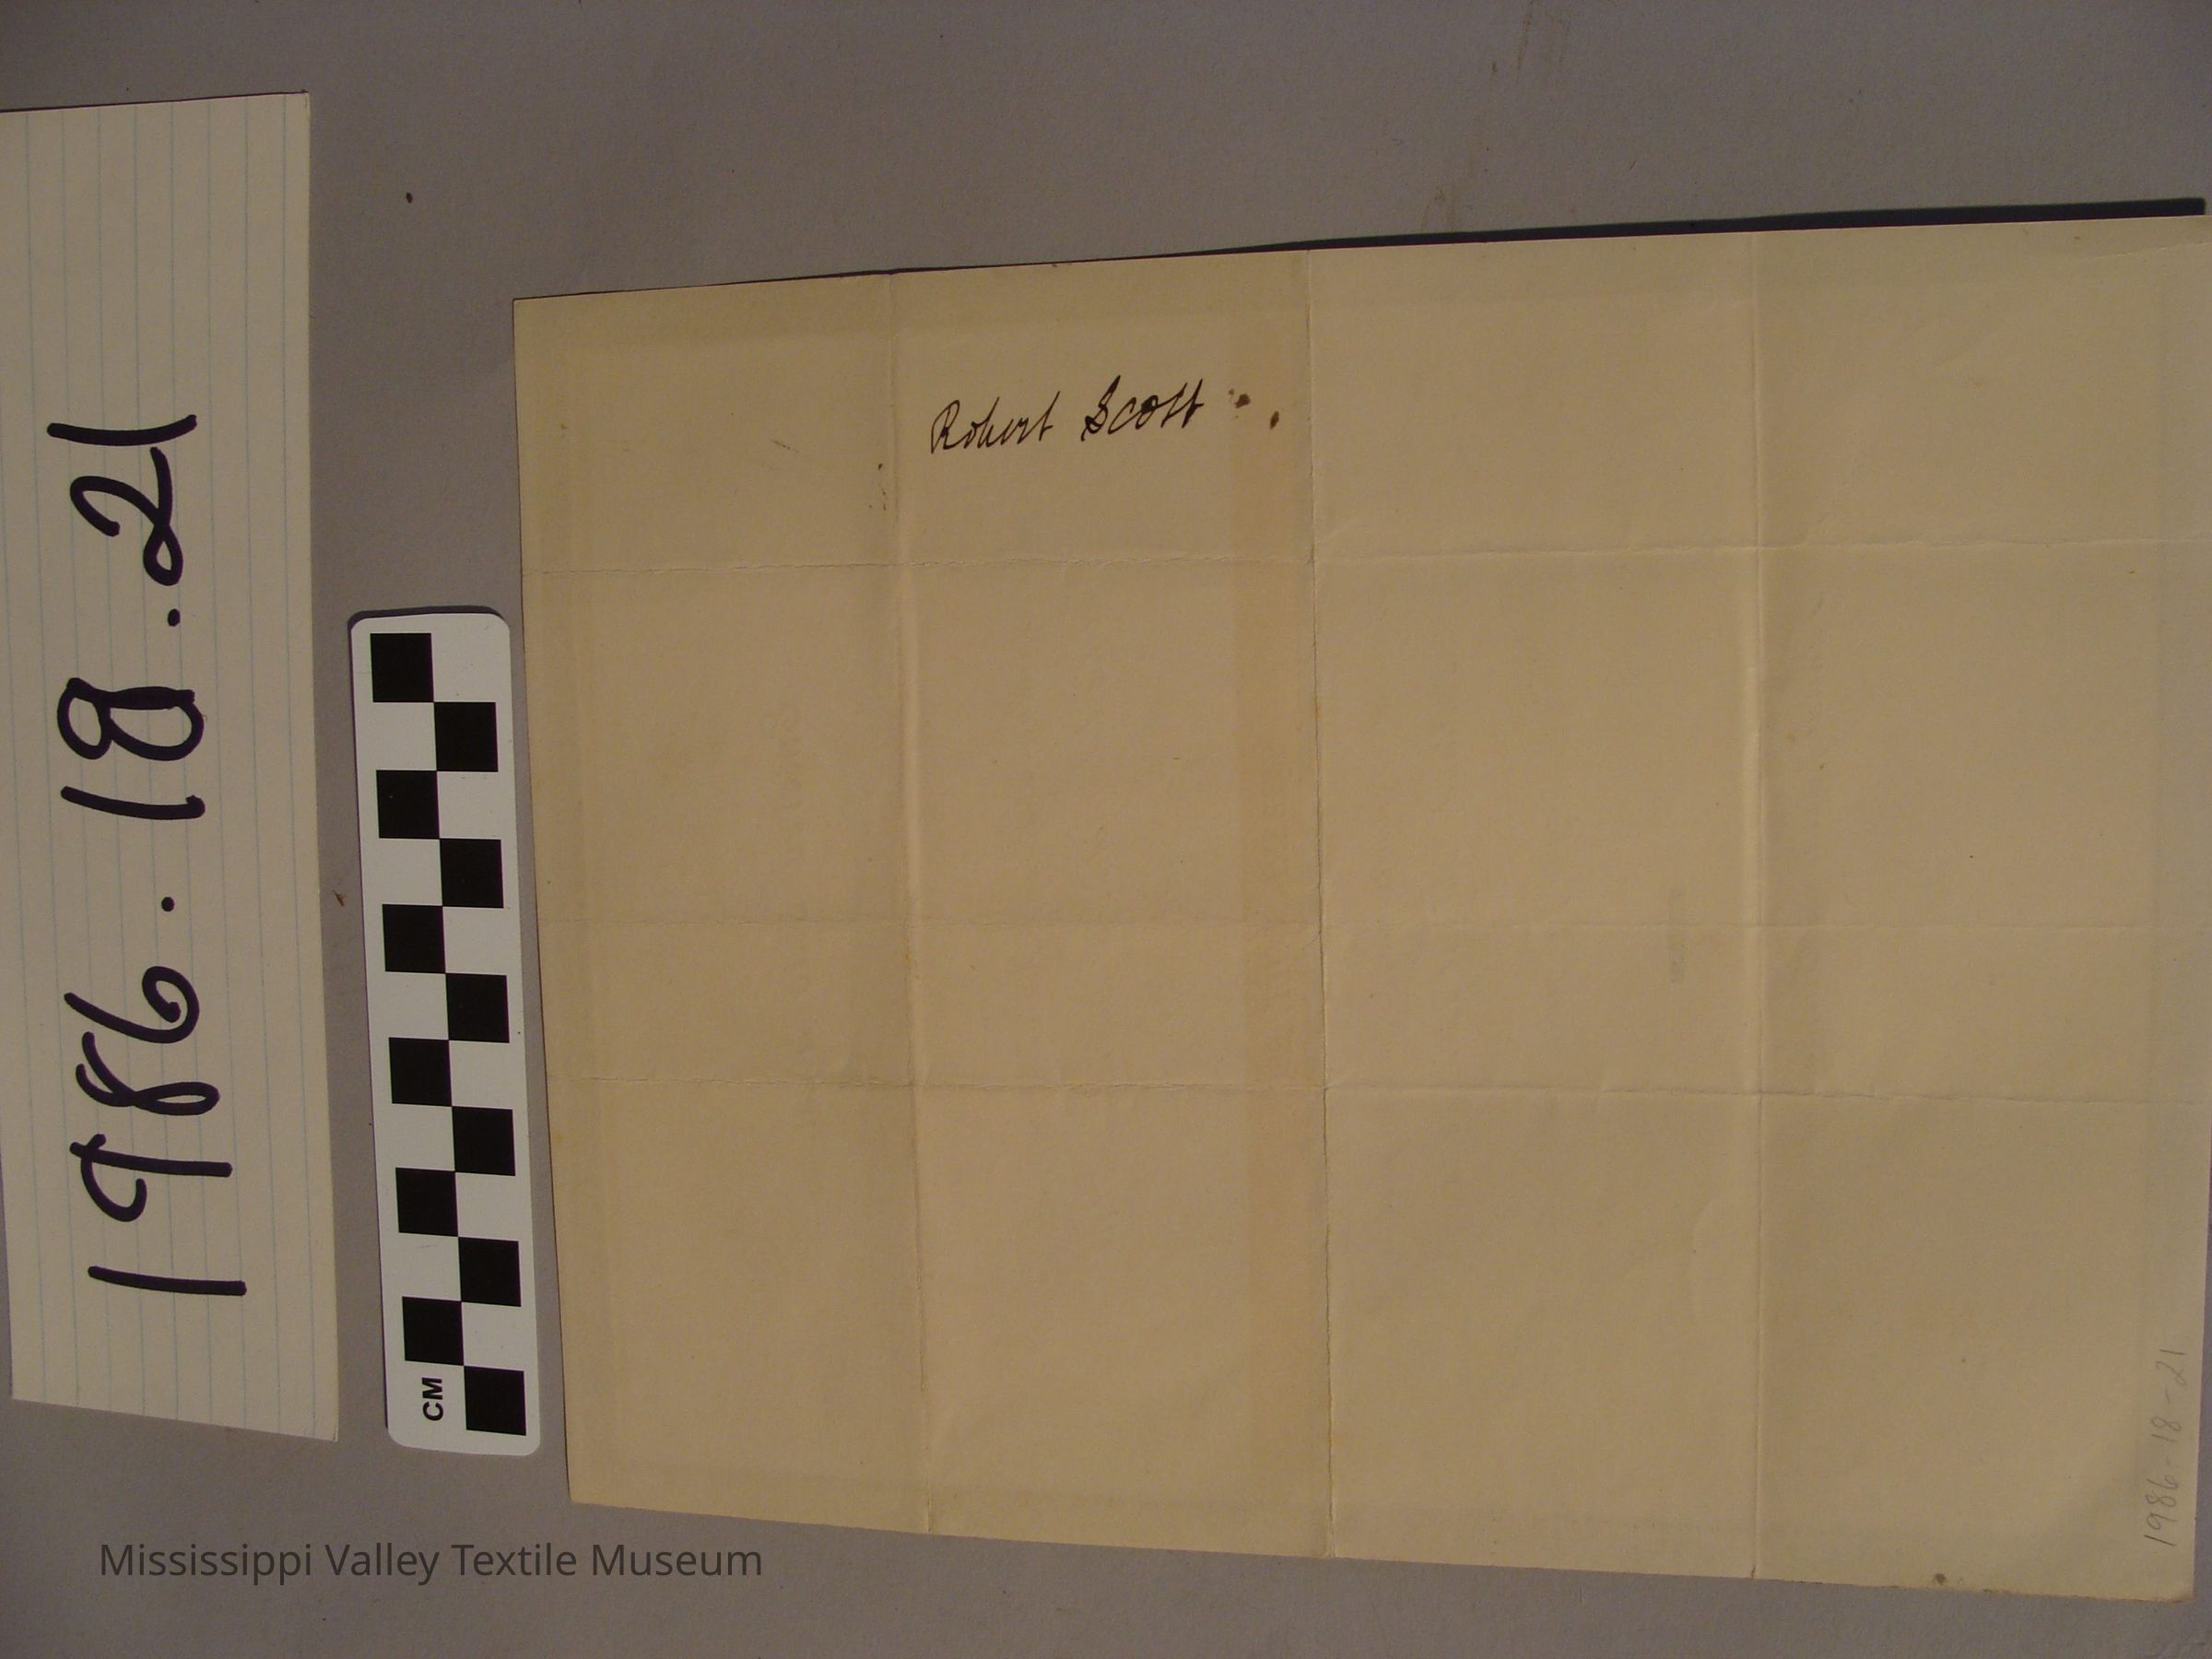 1986.18.21
CM
Robert Scott
1986-18-21
Mississippi Valley Textile Museum